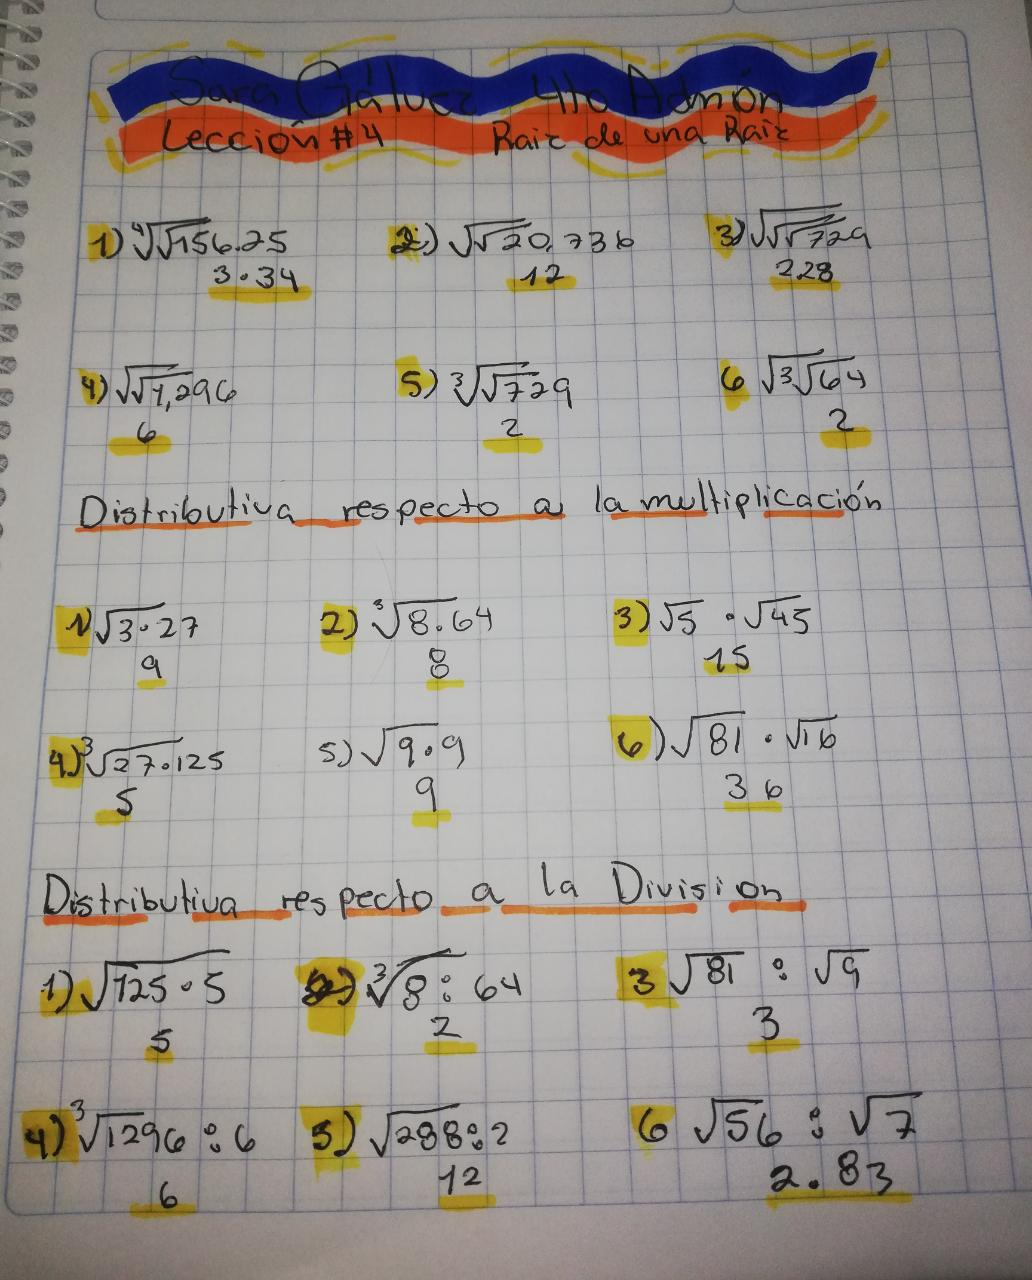 Sara Gálvez 4to Admón
Lección #4 Raiz de una Raiz
1) ⁴√√156.25 2.) √√20,736 3) √√√729
3.34 12 2.28
4) √√1,296 5) ³√√729 6 √³√64
6 2 2
Distributiva respecto a la multiplicación
1) √3·27 2) ³√8.64 3) √5 · √45
9 8 15
4.) ³√27.125 5) √9.9 6) √81 · √16
5 9 36
Distributiva respecto a la Division
1) √125·5 2) ³√8:64 3 √81 : √9
5 2 3
4) ³√1296:6 5) √288:2 6 √56 : √7
6 12 2.83